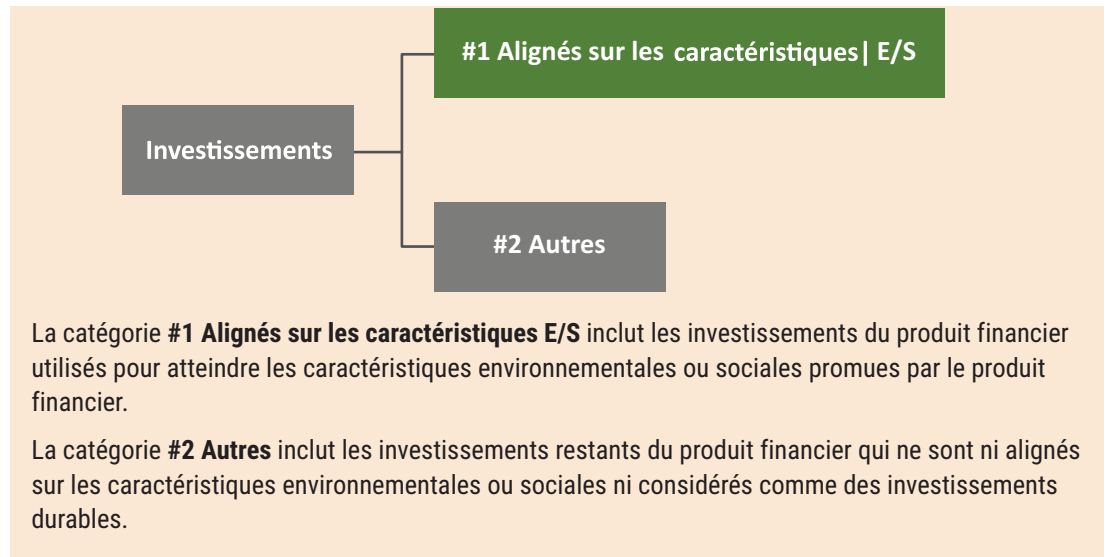 #1 Alignés sur les caractéristiques| E/S
Investissements
#2 Autres
La catégorie #1 Alignés sur les caractéristiques E/S inclut les investissements du produit financier
utilisés pour atteindre les caractéristiques environnementales ou sociales promues par le produit
financier.
La catégorie #2 Autres inclut les investissements restants du produit financier qui ne sont ni alignés
sur les caractéristiques environnementales ou sociales ni considérés comme des investissements
durables.